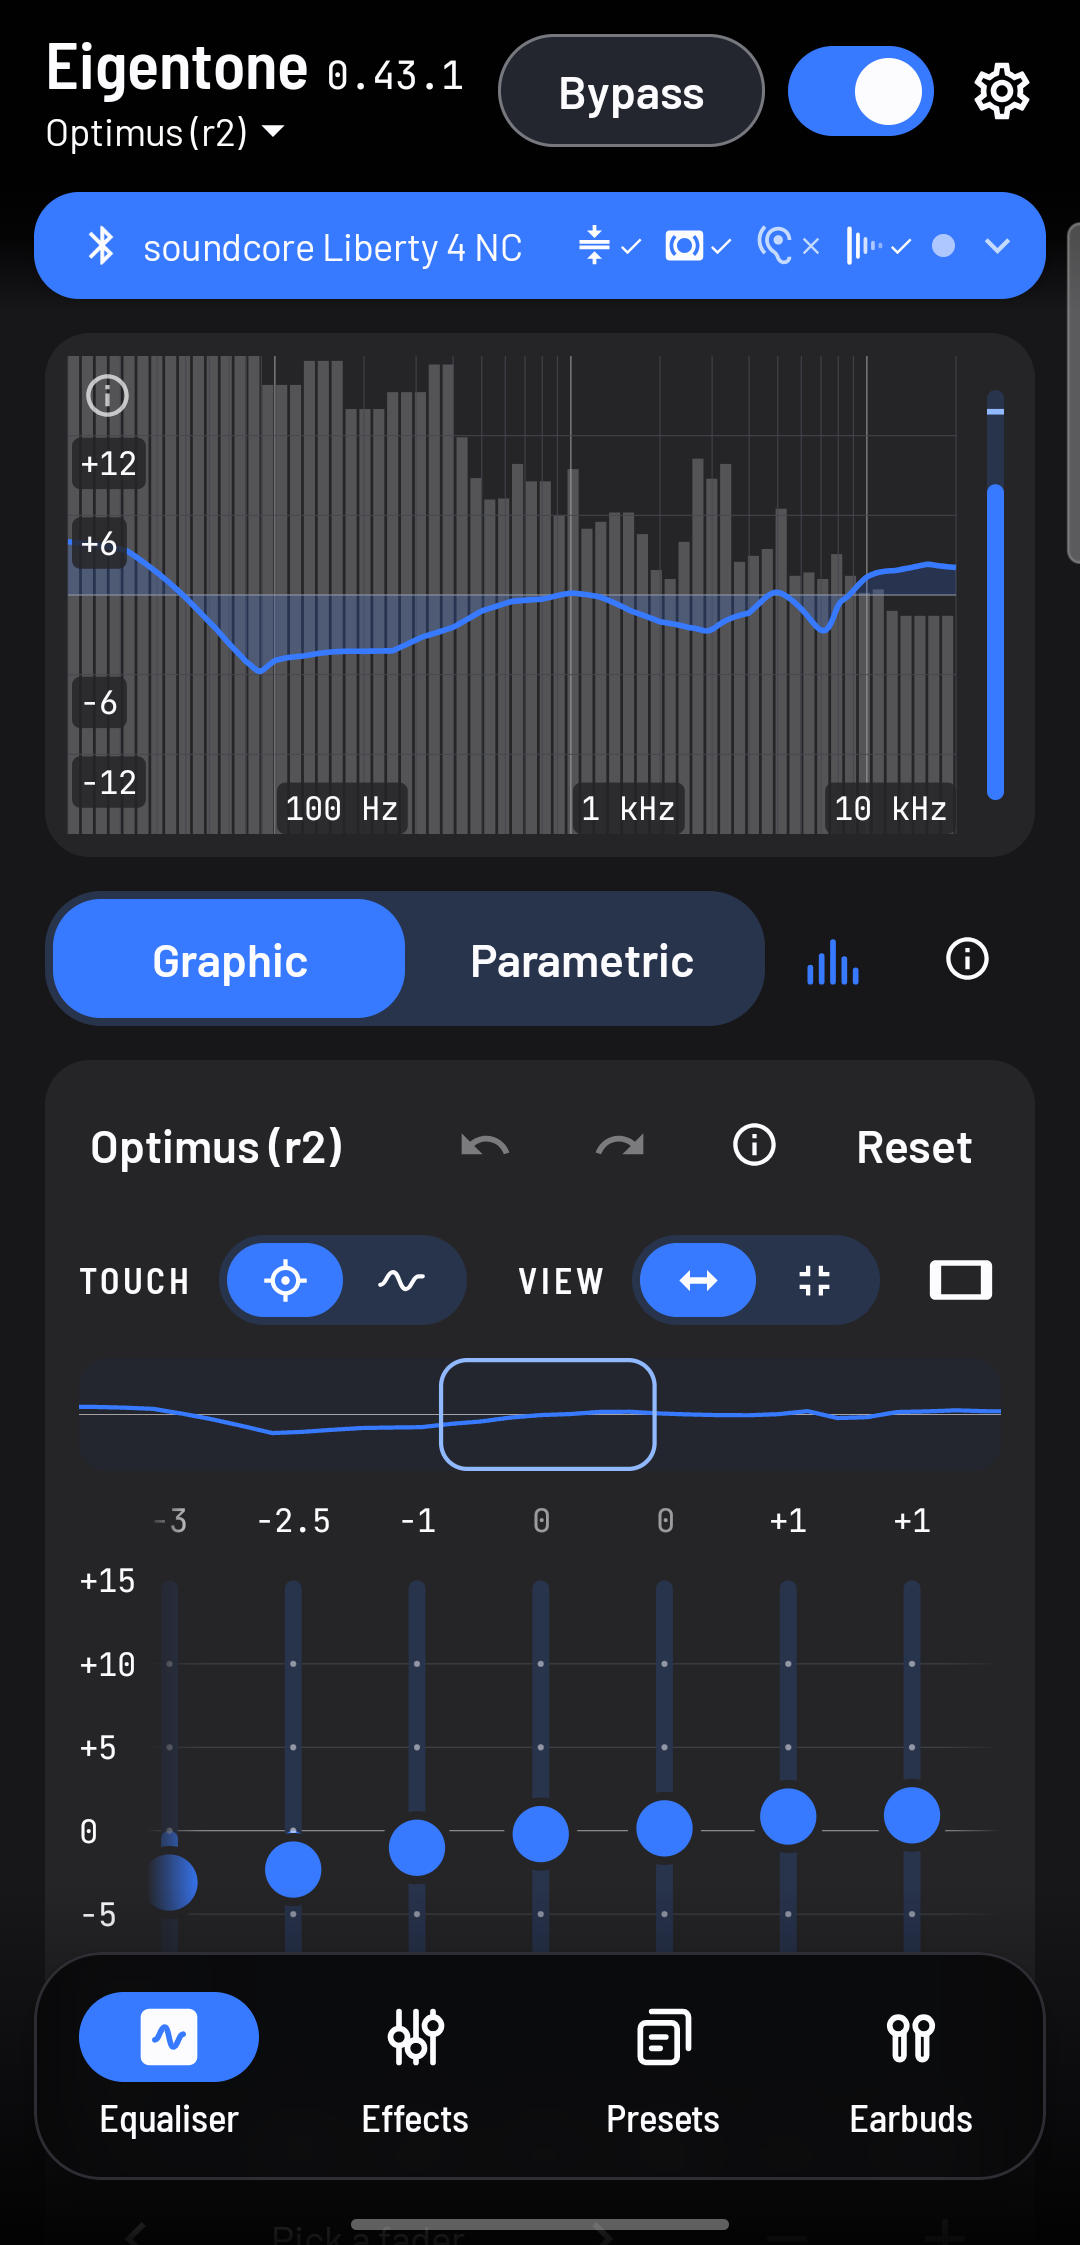 Eigentone 0.43.1
Bypass
Optimus (r2)
soundcore Liberty 4 NC
+12
+6
-6
-12
100 Hz
1 kHz
10 kHz
Graphic
Parametric
Optimus (r2)
Reset
TOUCH
VIEW
-3 -2.5 -1 0 0 +1 +1
+15
+10
+5
0
-5
Equaliser
Effects
Presets
Earbuds
Pick a fader